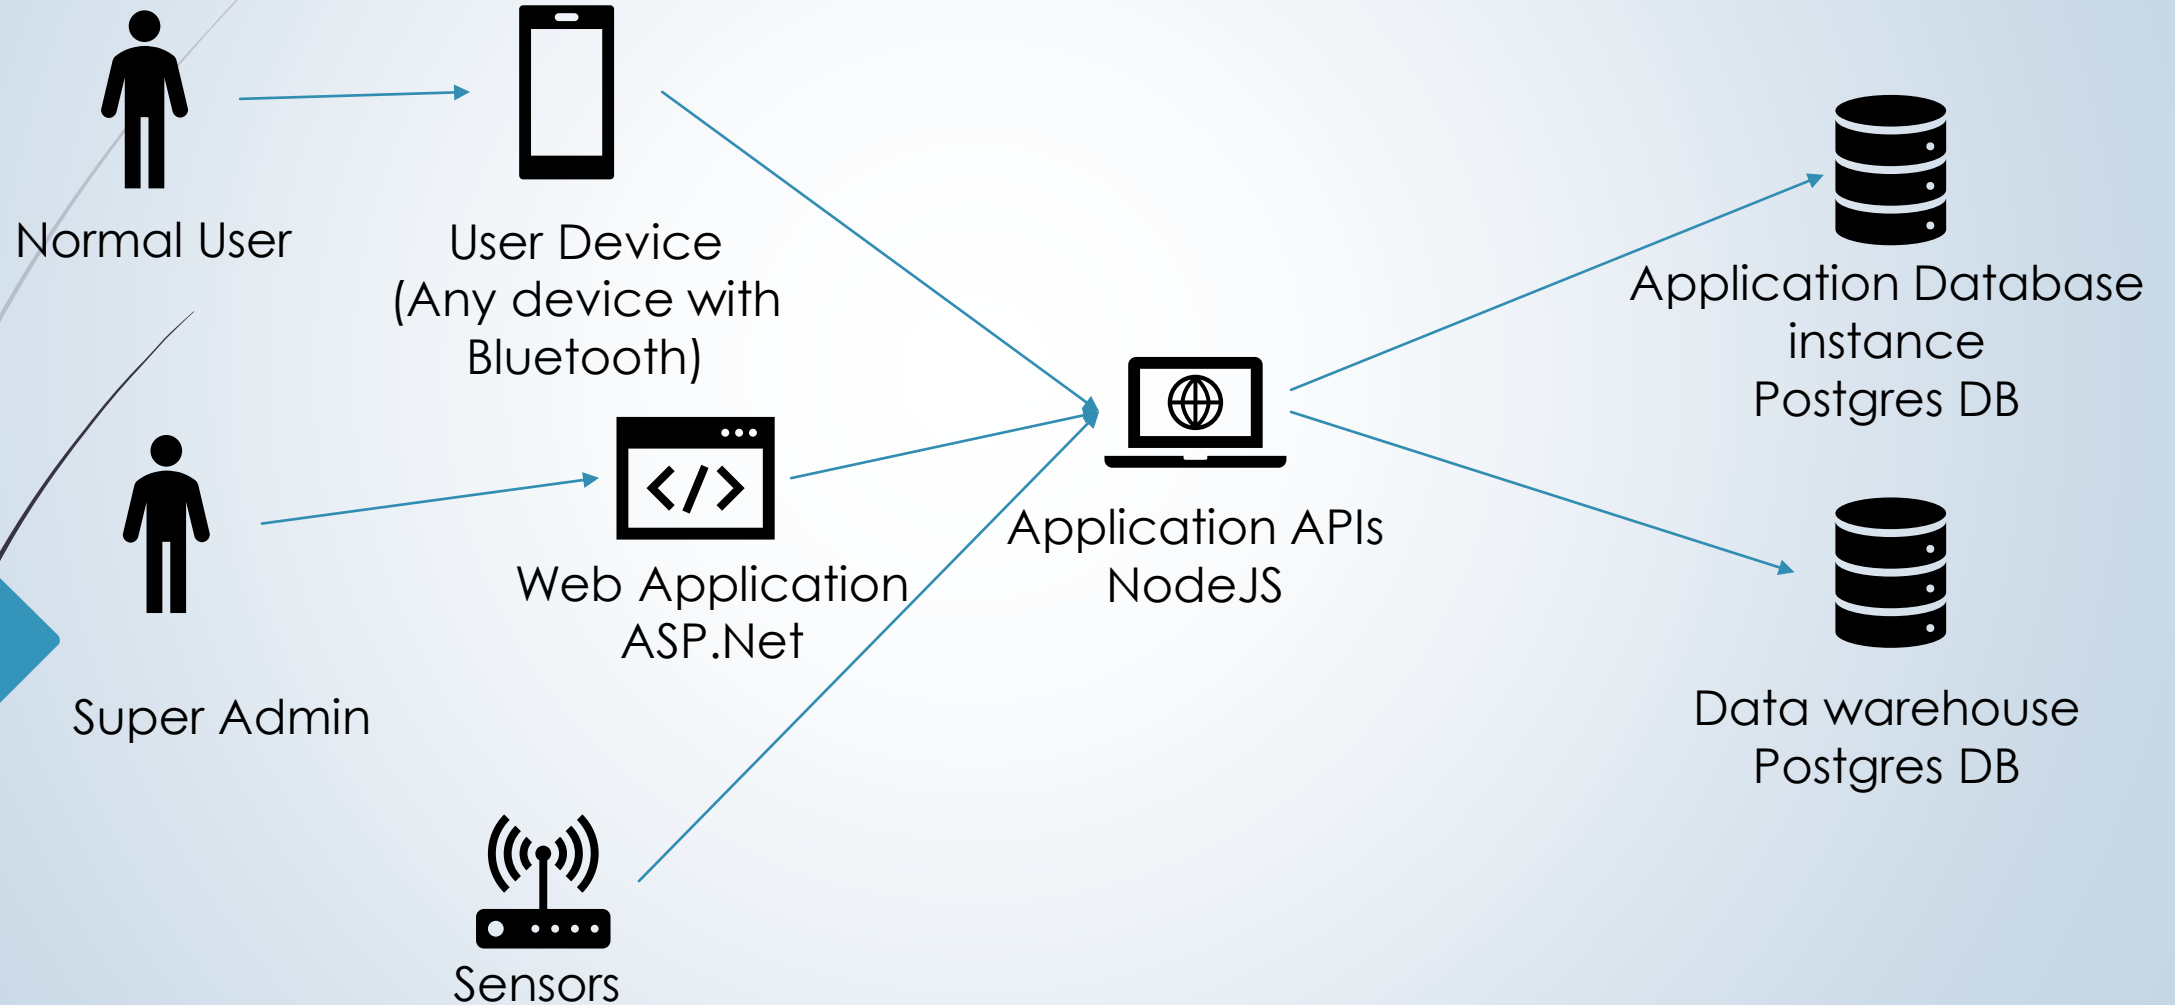 Normal User
User Device
(Any device with
Bluetooth)
Application Database
instance
Postgres DB
</>
Web Application
ASP.Net
Application APIs
NodeJS
Super Admin
Data warehouse
Postgres DB
Sensors